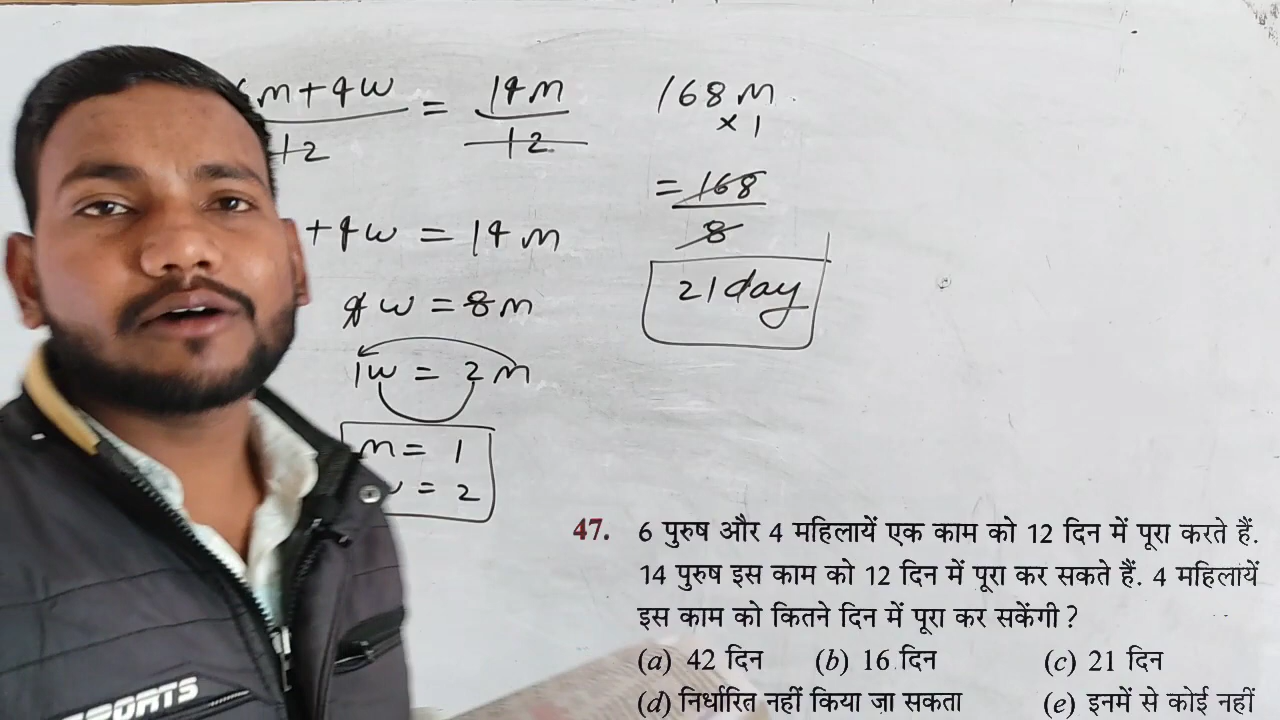 6m+4w = 14m
12 12
+4w = 14m
4w = 8m
1w = 2m
m = 1
w = 2
168 m
×1
= 168
8
21 day
SPORTS
47. 6 पुरुष और 4 महिलायें एक काम को 12 दिन में पूरा करते हैं.
14 पुरुष इस काम को 12 दिन में पूरा कर सकते हैं. 4 महिलायें
इस काम को कितने दिन में पूरा कर सकेंगी ?
(a) 42 दिन (b) 16 दिन (c) 21 दिन
(d) निर्धारित नहीं किया जा सकता (e) इनमें से कोई नहीं